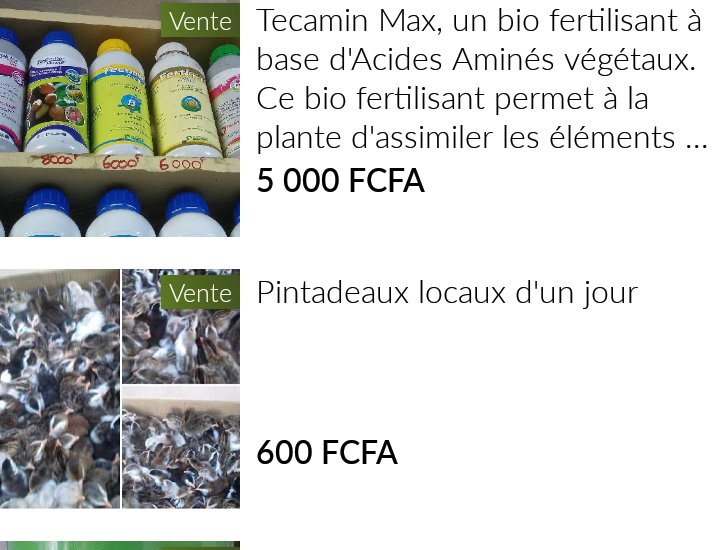 Vente
Tecamin Max, un bio fertilisant à
base d'Acides Aminés végétaux.
Ce bio fertilisant permet à la
plante d'assimiler les éléments ...
5 000 FCFA
8000F
6000F
6000F
Vente
Pintadeaux locaux d'un jour
600 FCFA